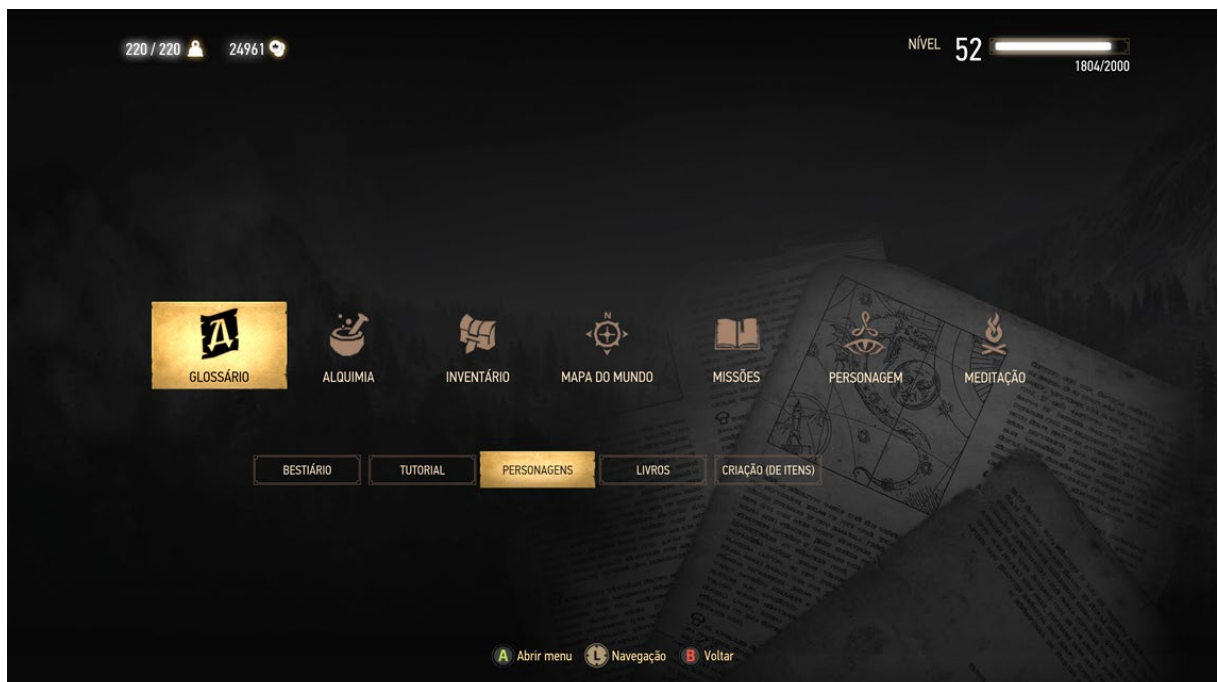 220 / 220 24961
NÍVEL 52
1804/2000
N
GLOSSÁRIO ALQUIMIA INVENTÁRIO MAPA DO MUNDO MISSÕES PERSONAGEM MEDITAÇÃO
BESTIÁRIO TUTORIAL PERSONAGENS LIVROS CRIAÇÃO (DE ITENS)
A Abrir menu L Navegação B Voltar